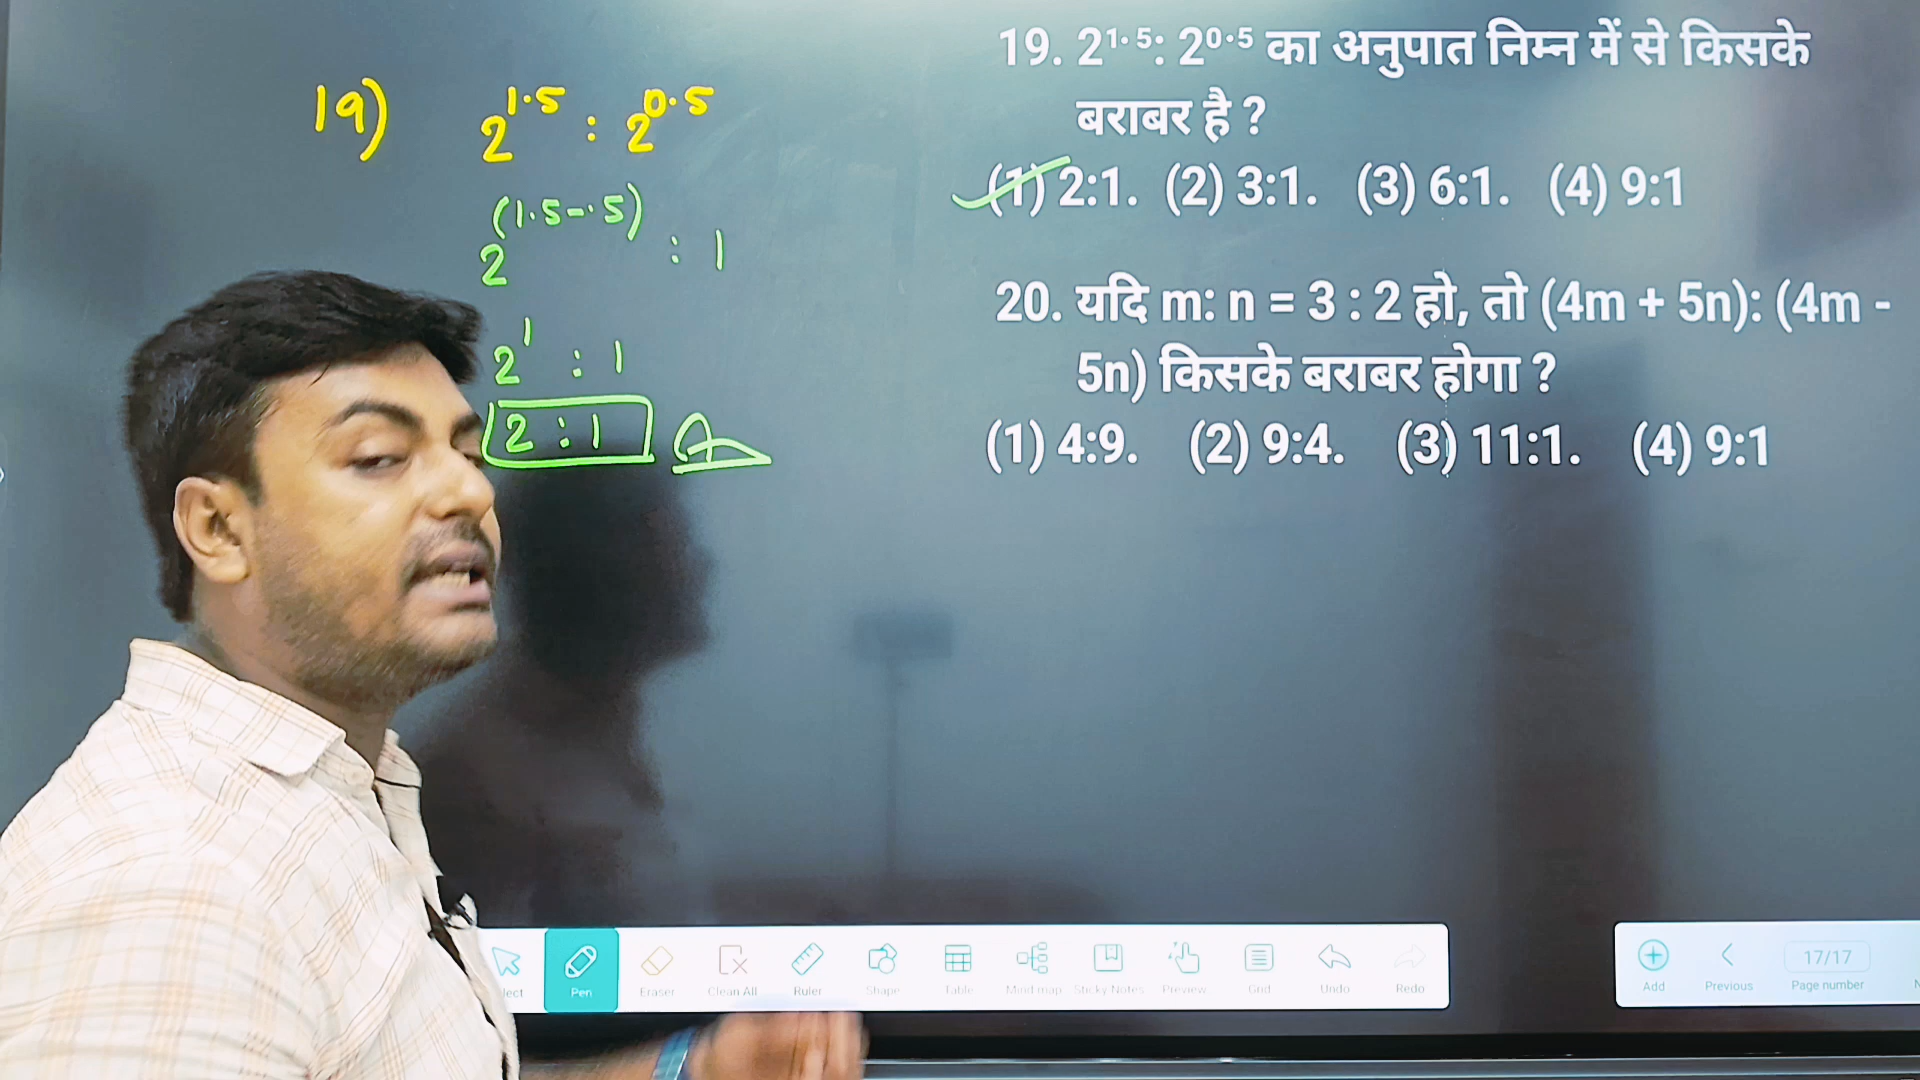 19. 2¹·⁵: 2⁰·⁵ का अनुपात निम्न में से किसके
बराबर है ?
(1) 2:1. (2) 3:1. (3) 6:1. (4) 9:1
20. यदि m: n = 3 : 2 हो, तो (4m + 5n): (4m -
5n) किसके बराबर होगा ?
(1) 4:9. (2) 9:4. (3) 11:1. (4) 9:1
19) 2^1.5 : 2^0.5
2^(1.5-.5) : 1
2^1 : 1
2 : 1
Pen Eraser Clean All Ruler Shape Table Mind map Sticky Notes Preview Grid Undo Redo
17/17
Add Previous Page number